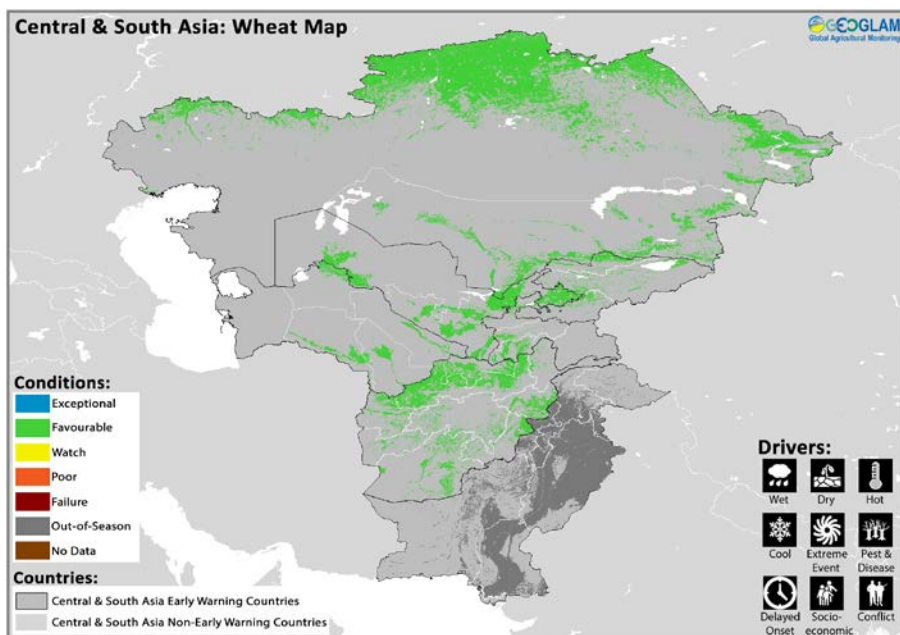 Central & South Asia: Wheat Map
GEOGLAM
Global Agricultural Monitoring
Conditions:
Exceptional
Favourable
Watch
Poor
Failure
Out-of-Season
No Data
Countries:
Central & South Asia Early Warning Countries
Central & South Asia Non-Early Warning Countries
Drivers:
Wet
Dry
Hot
Cool
Extreme
Event
Pest &
Disease
Delayed
Onset
Socio-
economic
Conflict